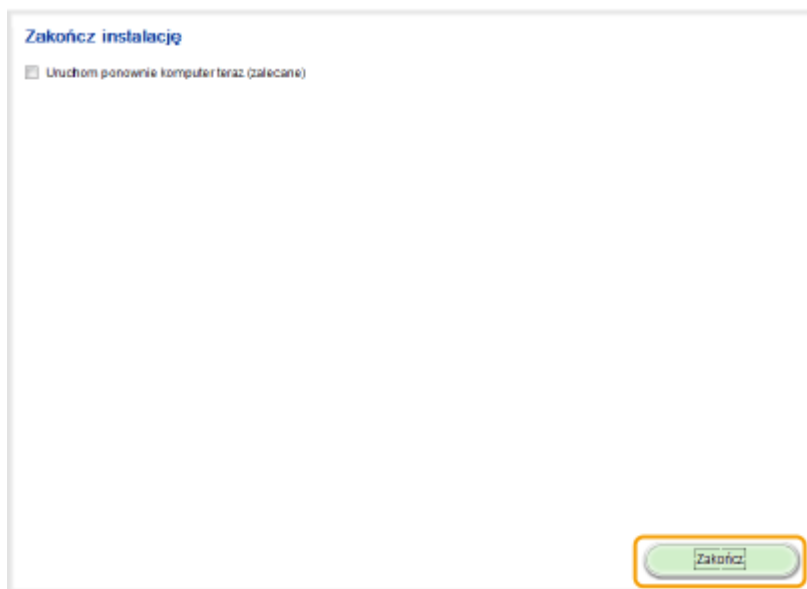 Zakończ instalację
Uruchom ponownie komputer teraz (zalecane)
Zakończ